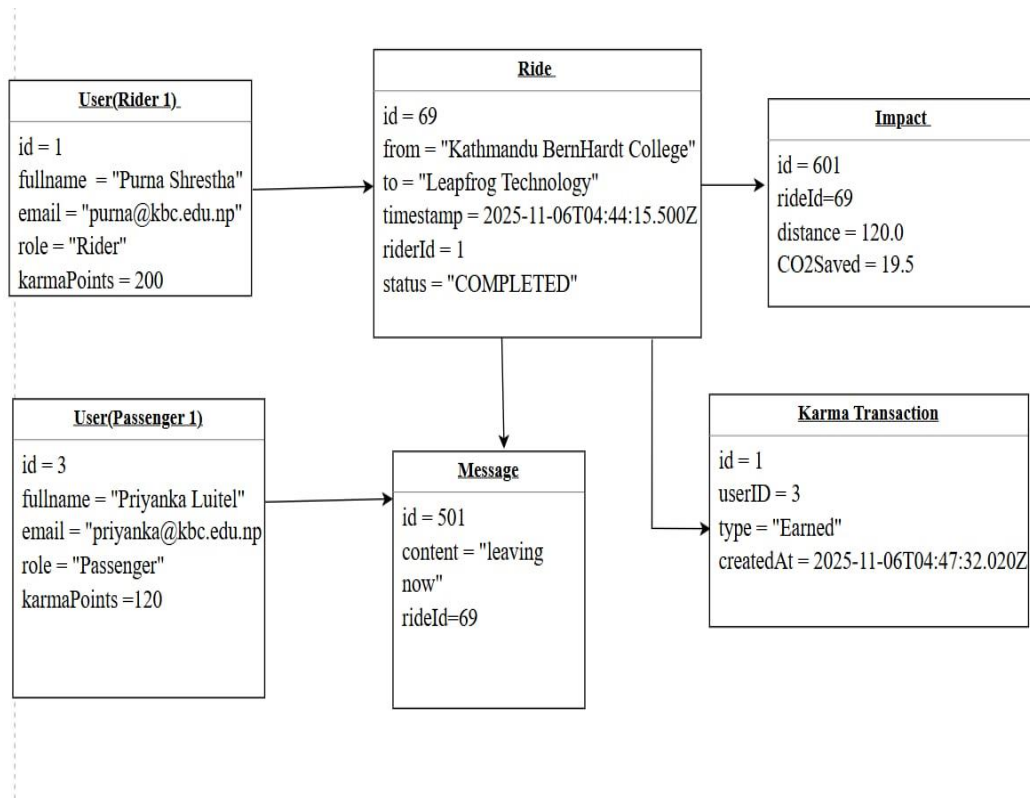 User(Rider 1)
id = 1
fullname = "Purna Shrestha"
email = "purna@kbc.edu.np"
role = "Rider"
karmaPoints = 200
Ride
id = 69
from = "Kathmandu BernHardt College"
to = "Leapfrog Technology"
timestamp = 2025-11-06T04:44:15.500Z
riderId = 1
status = "COMPLETED"
Impact
id = 601
rideId=69
distance = 120.0
CO2Saved = 19.5
User(Passenger 1)
id = 3
fullname = "Priyanka Luitel"
email = "priyanka@kbc.edu.np
role = "Passenger"
karmaPoints =120
Message
id = 501
content = "leaving
now"
rideId=69
Karma Transaction
id = 1
userID = 3
type = "Earned"
createdAt = 2025-11-06T04:47:32.020Z